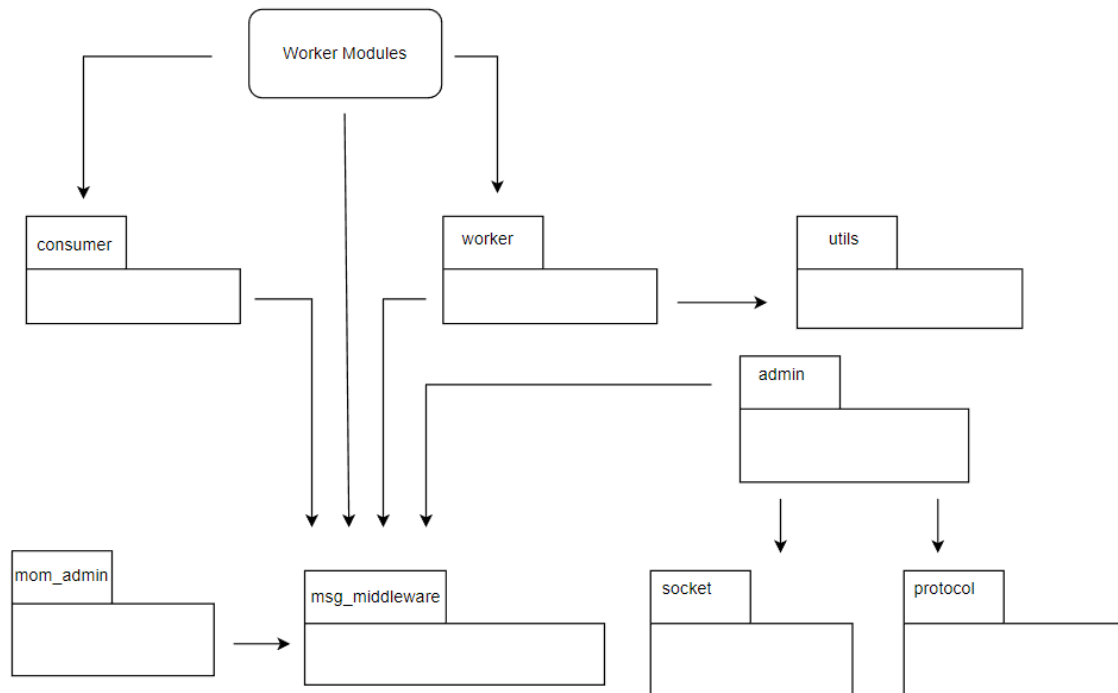 Worker Modules
consumer
worker
utils
admin
mom_admin
msg_middleware
socket
protocol